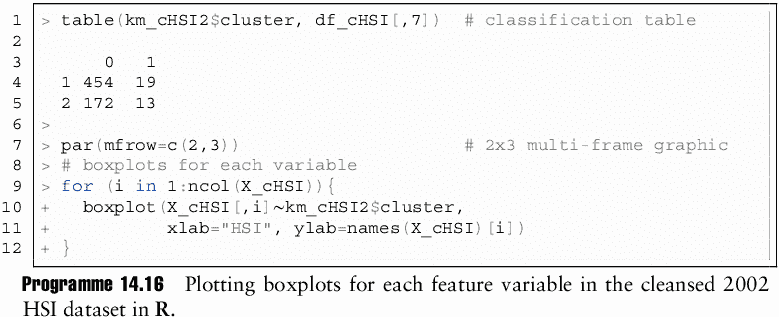 1 > table(km_cHSI2$cluster, df_cHSI[,7])  # classification table
2
3       0   1
4   1 454  19
5   2 172  13
6 >
7 > par(mfrow=c(2,3))                     # 2x3 multi-frame graphic
8 > # boxplots for each variable
9 > for (i in 1:ncol(X_cHSI)){
10 +   boxplot(X_cHSI[,i]~km_cHSI2$cluster,
11 +           xlab="HSI", ylab=names(X_cHSI)[i])
12 + }
Programme 14.16 Plotting boxplots for each feature variable in the cleansed 2002
HSI dataset in R.